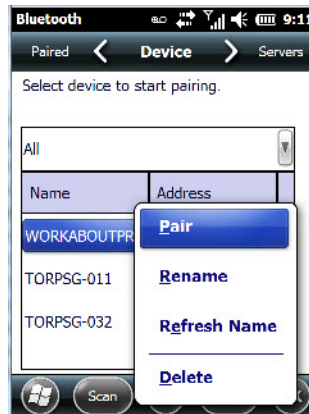 Bluetooth 9:11
Paired Device Servers
Select device to start pairing.
All
Name Address
WORKABOUTPR
TORPSG-011
TORPSG-032
Pair
Rename
Refresh Name
Delete
Scan